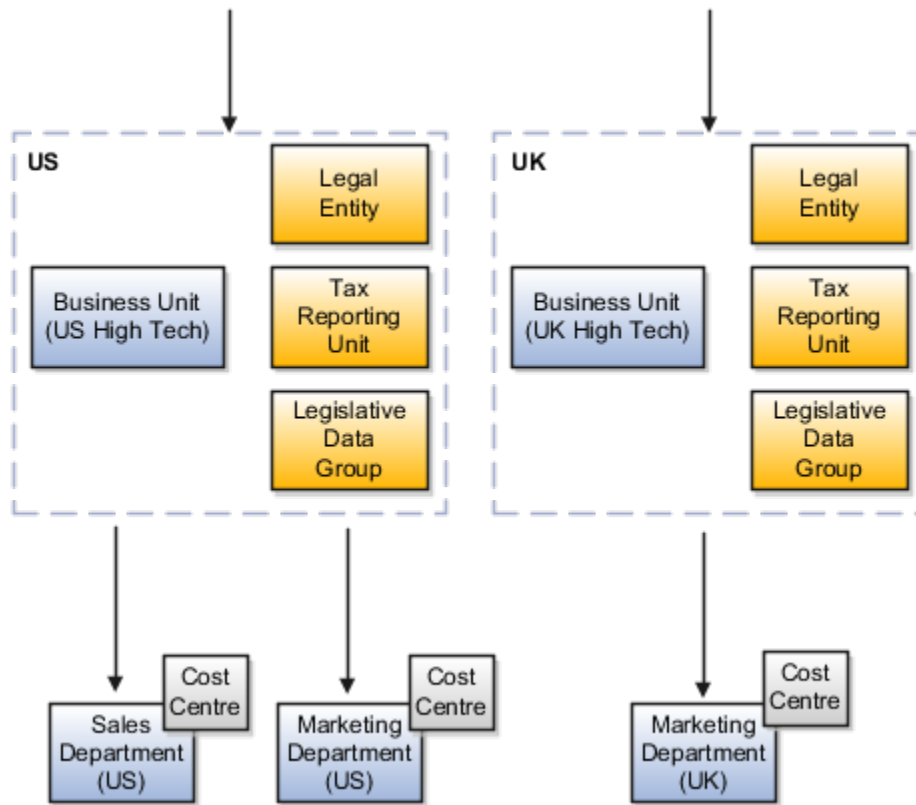 US
Legal
Entity
Business Unit
(US High Tech)
Tax
Reporting
Unit
Legislative
Data
Group
UK
Legal
Entity
Business Unit
(UK High Tech)
Tax
Reporting
Unit
Legislative
Data
Group
Cost
Centre
Sales
Department
(US)
Cost
Centre
Marketing
Department
(US)
Cost
Centre
Marketing
Department
(UK)